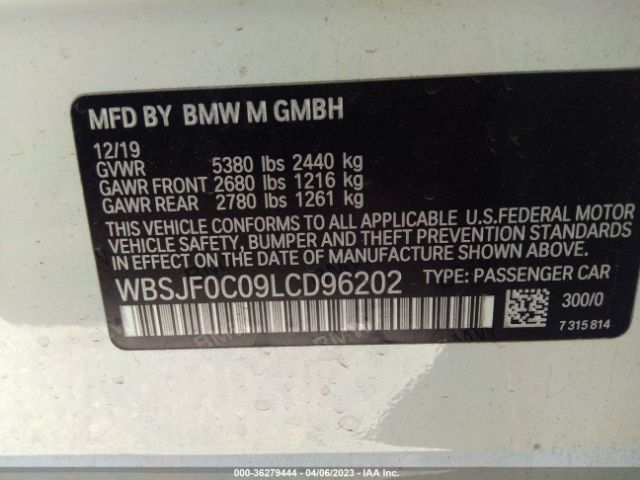 MFD BY BMW M GMBH
12/19
GVWR 5380 lbs 2440 kg
GAWR FRONT 2680 lbs 1216 kg
GAWR REAR 2780 lbs 1261 kg
THIS VEHICLE CONFORMS TO ALL APPLICABLE U.S.FEDERAL MOTOR
VEHICLE SAFETY, BUMPER AND THEFT PREVENTION STANDARDS
IN EFFECT ON THE DATE OF MANUFACTURE SHOWN ABOVE.
WBSJF0C09LCD96202 TYPE: PASSENGER CAR
300/0
7 315 814
000-36279444 - 04/06/2023 - IAA Inc.